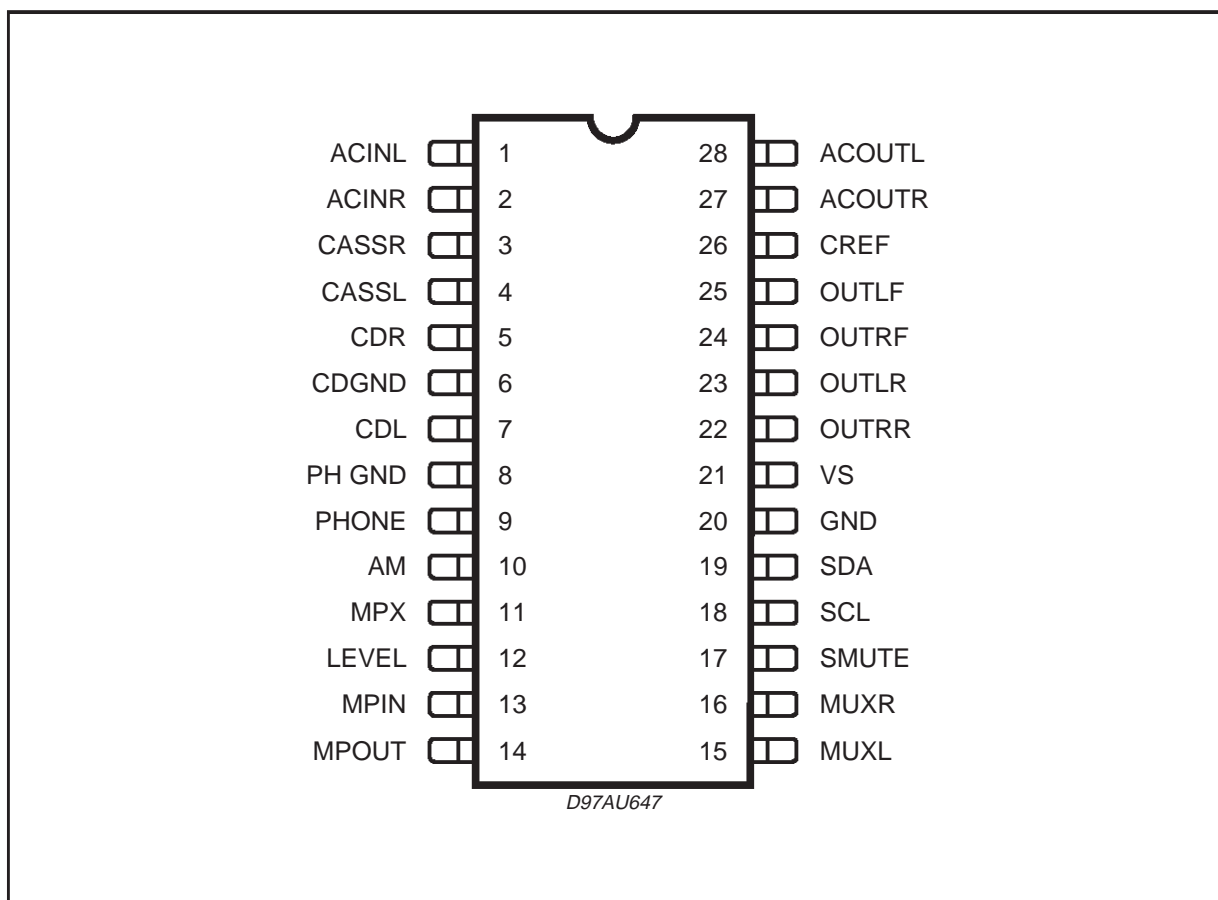 ACINL 1 28 ACOUTL
ACINR 2 27 ACOUTR
CASSR 3 26 CREF
CASSL 4 25 OUTLF
CDR 5 24 OUTRF
CDGND 6 23 OUTLR
CDL 7 22 OUTRR
PH GND 8 21 VS
PHONE 9 20 GND
AM 10 19 SDA
MPX 11 18 SCL
LEVEL 12 17 SMUTE
MPIN 13 16 MUXR
MPOUT 14 15 MUXL
D97AU647